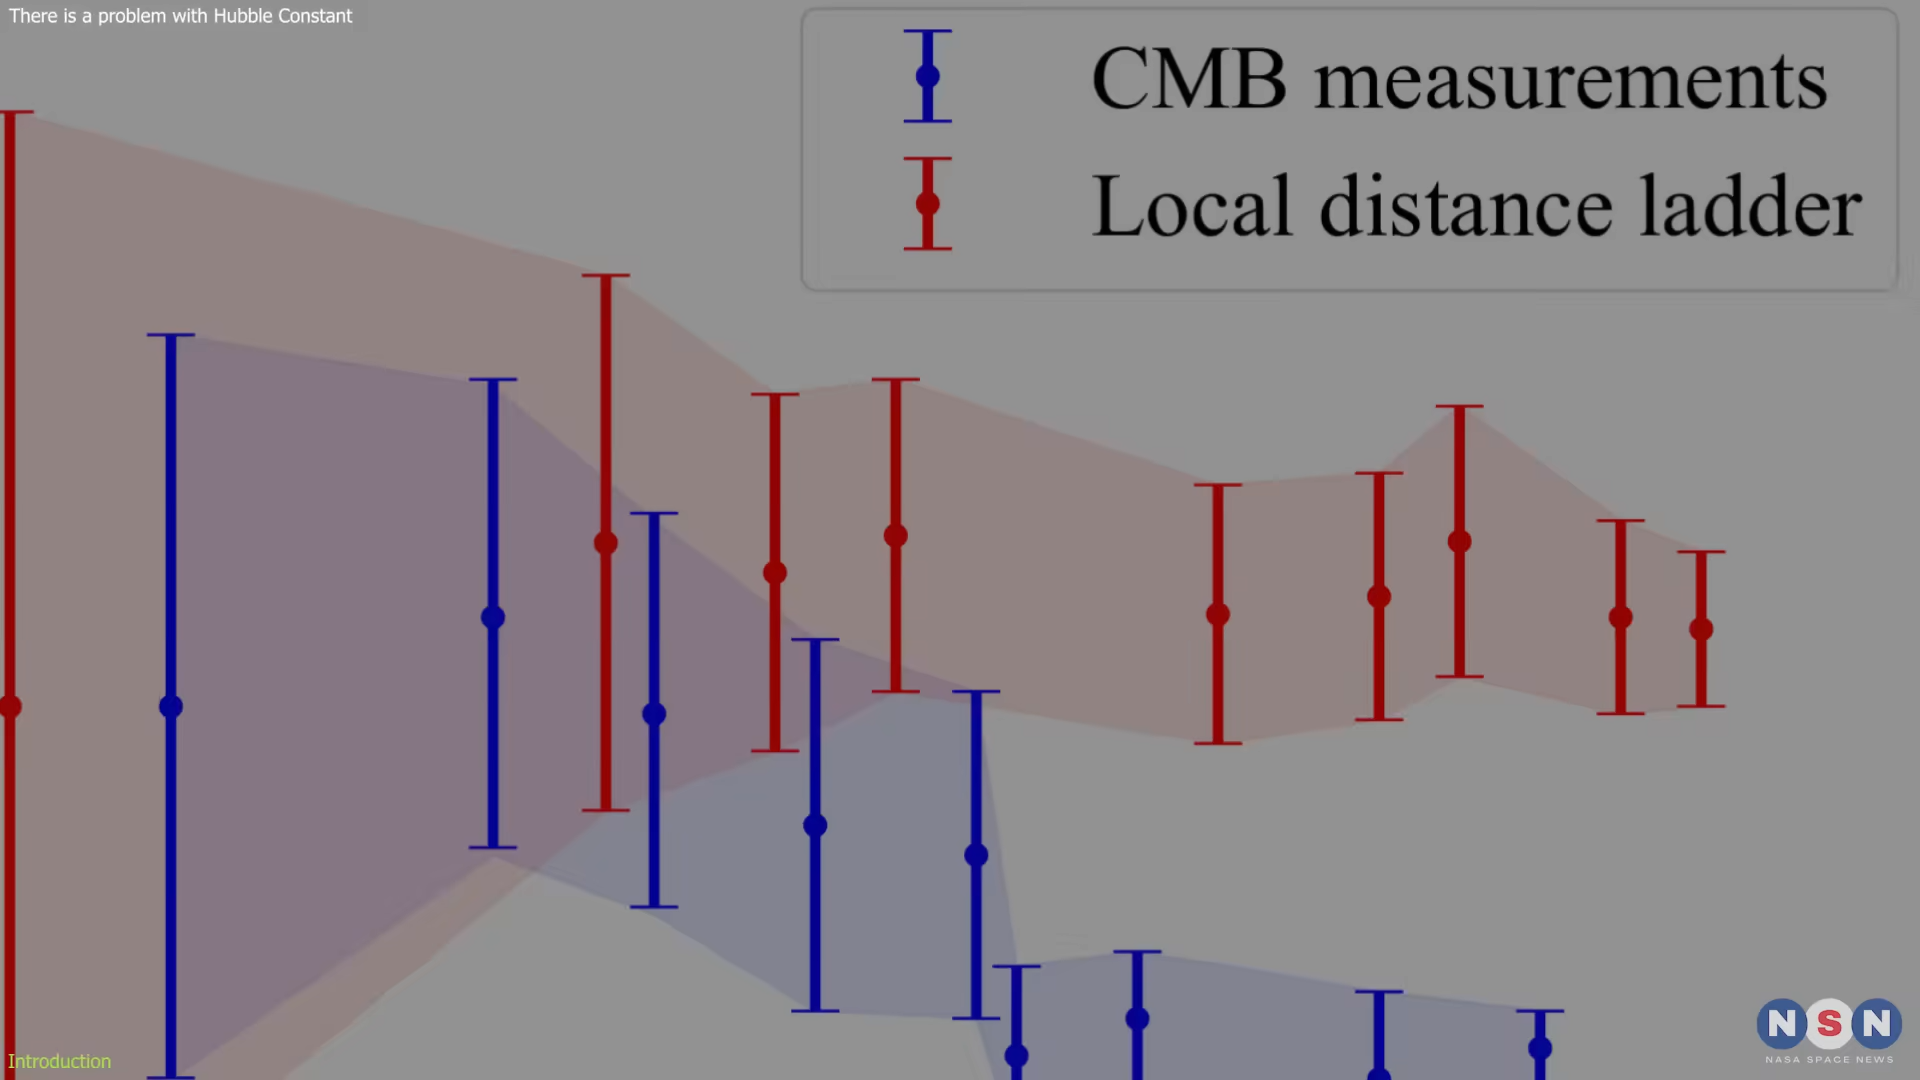 There is a problem with Hubble Constant
CMB measurements
Local distance ladder
Introduction
NSN
NASA SPACE NEWS